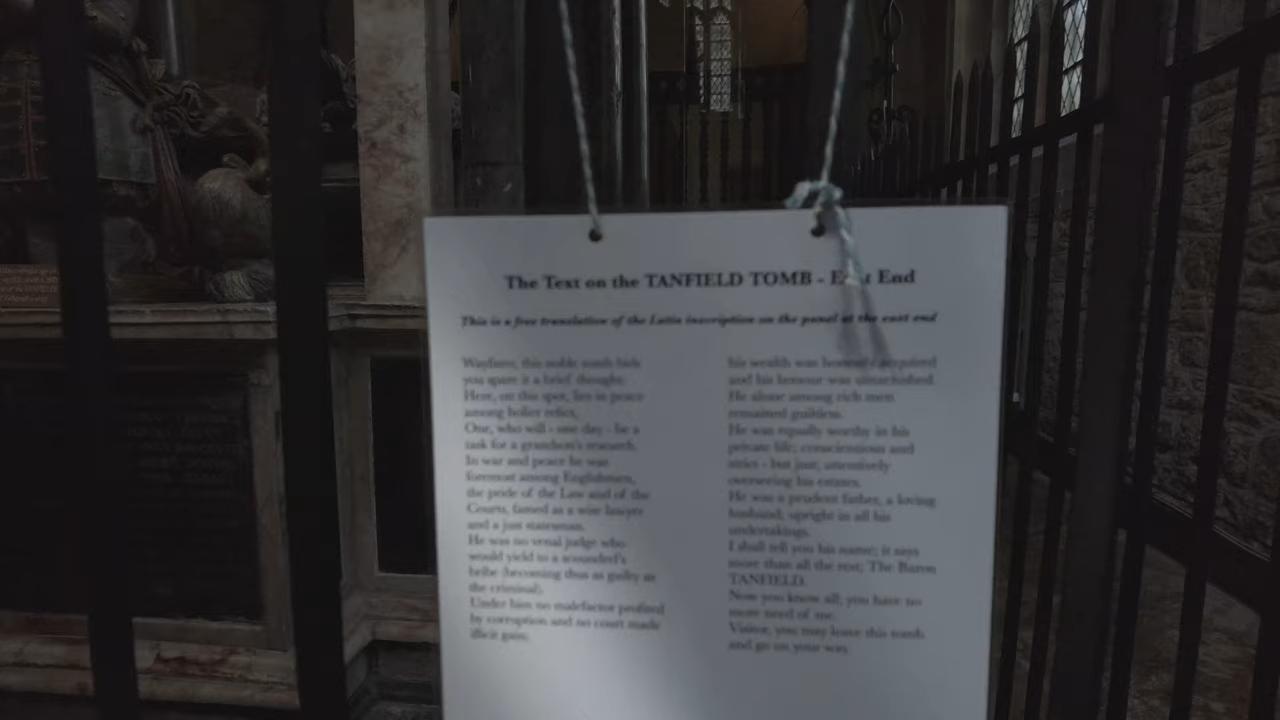 The Text on the TANFIELD TOMB - East End
This is a free translation of the Latin inscription on the panel at the east end
Wayfarer, this noble tomb bids
you spare it a brief thought.
Here, on this spot, lies in peace
among holier relics,
One, who will - one day - be a
task for a grandson's research.
In war and peace he was
foremost among Englishmen,
the pride of the Law and of the
Courts, famed as a wise lawyer
and a just statesman.
He was no venal judge who
would yield to a scoundrel's
bribe (becoming thus as guilty as
the criminal).
Under him no malefactor profited
by corruption and no court made
illicit gain;
his wealth was honestly acquired
and his honour was untarnished.
He alone among rich men
remained guiltless.
He was equally worthy in his
private life; conscientious and
strict - but just; attentively
overseeing his estates.
He was a prudent father, a loving
husband; upright in all his
undertakings.
I shall tell you his name; it says
more than all the rest; The Baron
TANFIELD.
Now you know all; you have no
more need of me.
Visitor, you may leave this tomb
and go on your way.